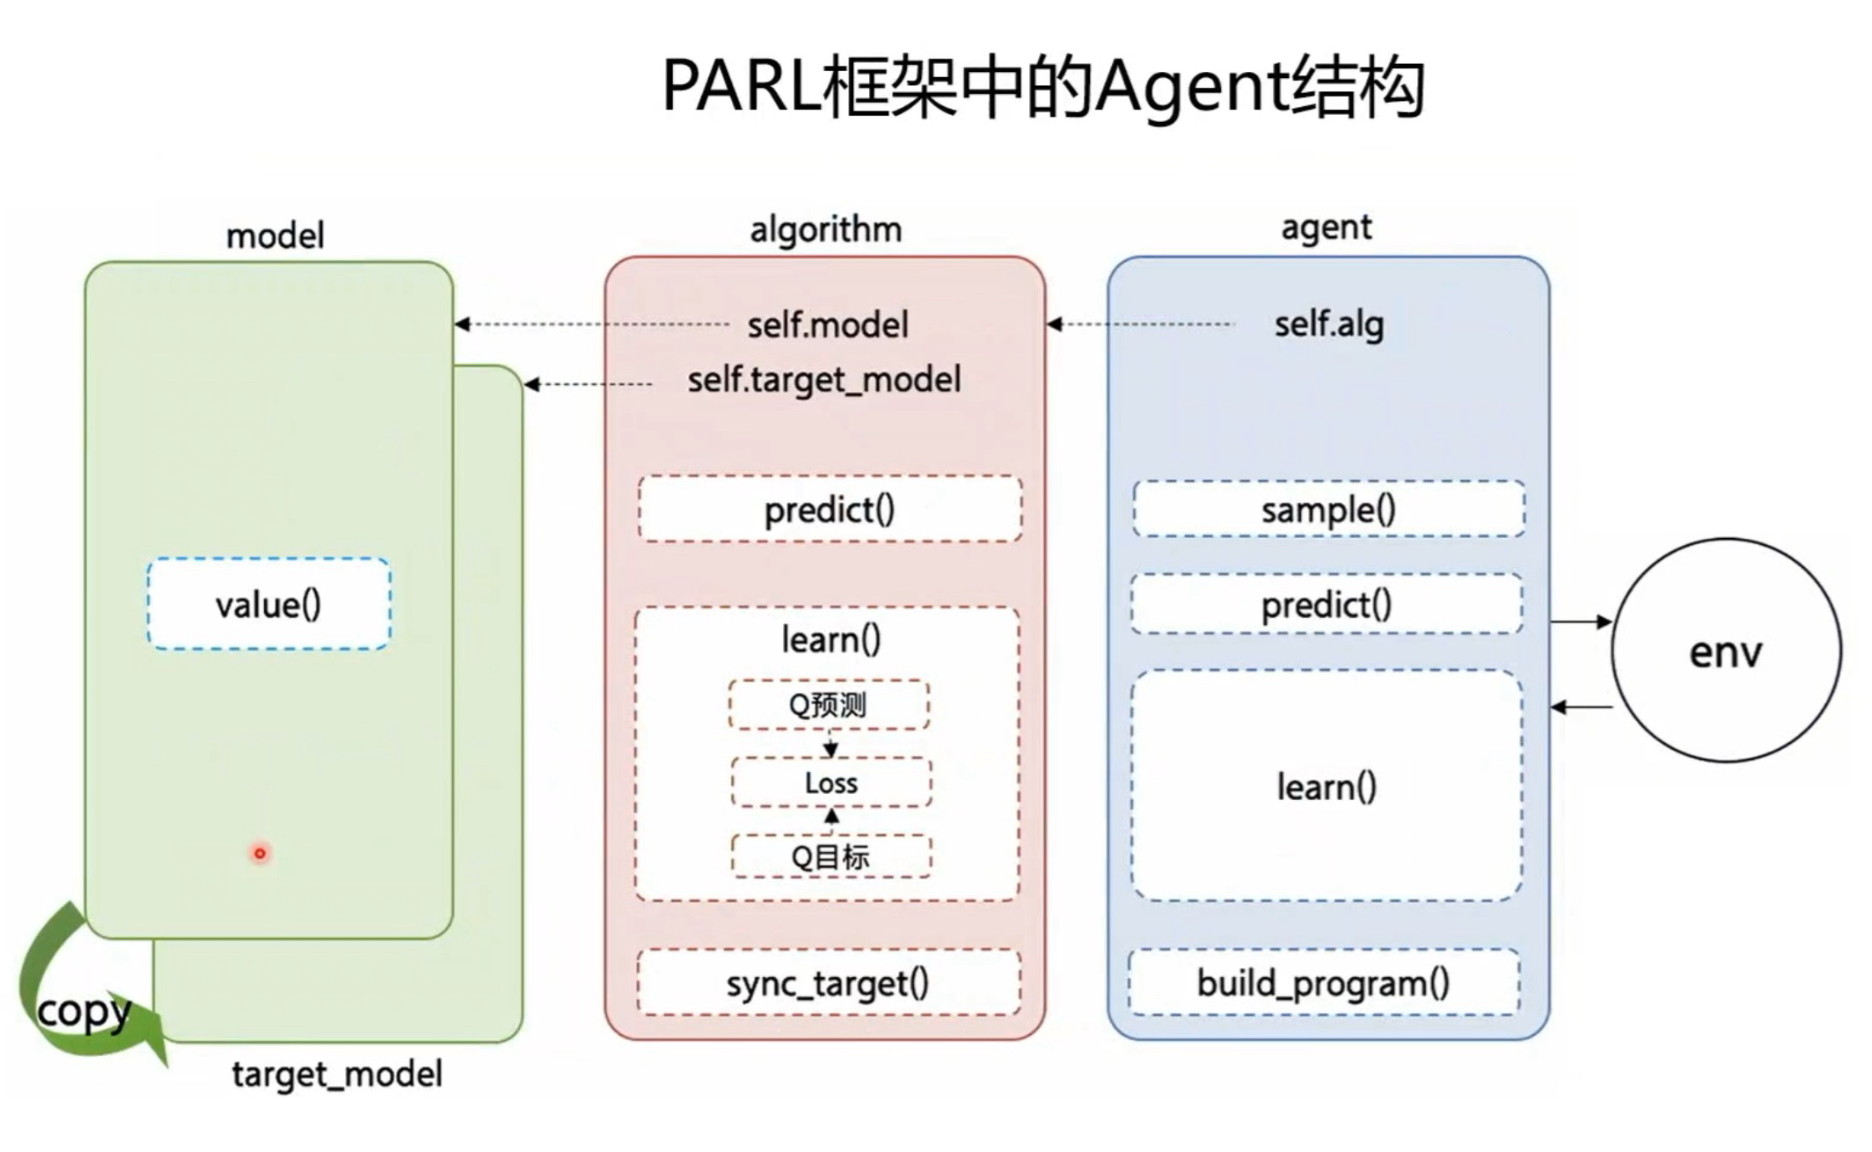 PARL框架中的Agent结构
model
value()
copy
target_model
algorithm
self.model
self.target_model
predict()
learn()
Q预测
Loss
Q目标
sync_target()
agent
self.alg
sample()
predict()
learn()
build_program()
env